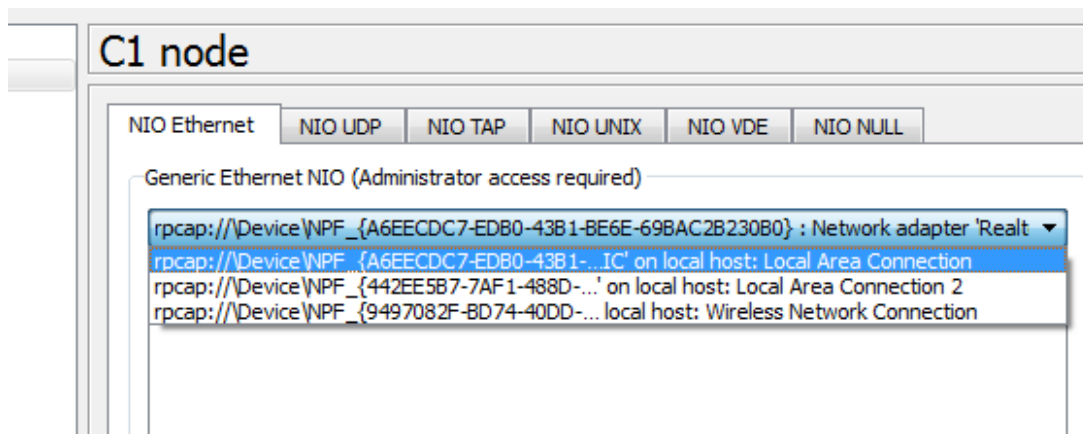 C1 node
NIO Ethernet NIO UDP NIO TAP NIO UNIX NIO VDE NIO NULL
Generic Ethernet NIO (Administrator access required)
rpcap://\Device\NPF_{A6EECDC7-EDB0-43B1-BE6E-69BAC2B230B0} : Network adapter 'Realt
rpcap://\Device\NPF_{A6EECDC7-EDB0-43B1-...IC' on local host: Local Area Connection
rpcap://\Device\NPF_{442EE5B7-7AF1-488D-...' on local host: Local Area Connection 2
rpcap://\Device\NPF_{9497082F-BD74-40DD-... local host: Wireless Network Connection